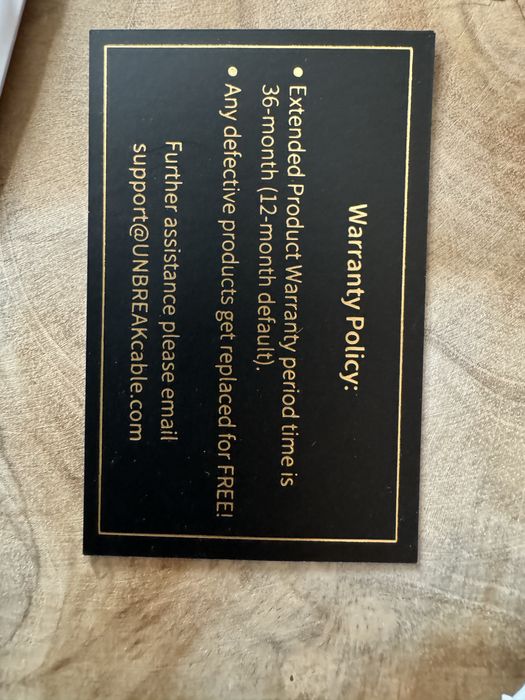 Warranty Policy:
• Extended Product Warranty period time is
36-month (12-month default).
• Any defective products get replaced for FREE!
Further assistance please email
support@UNBREAKcable.com